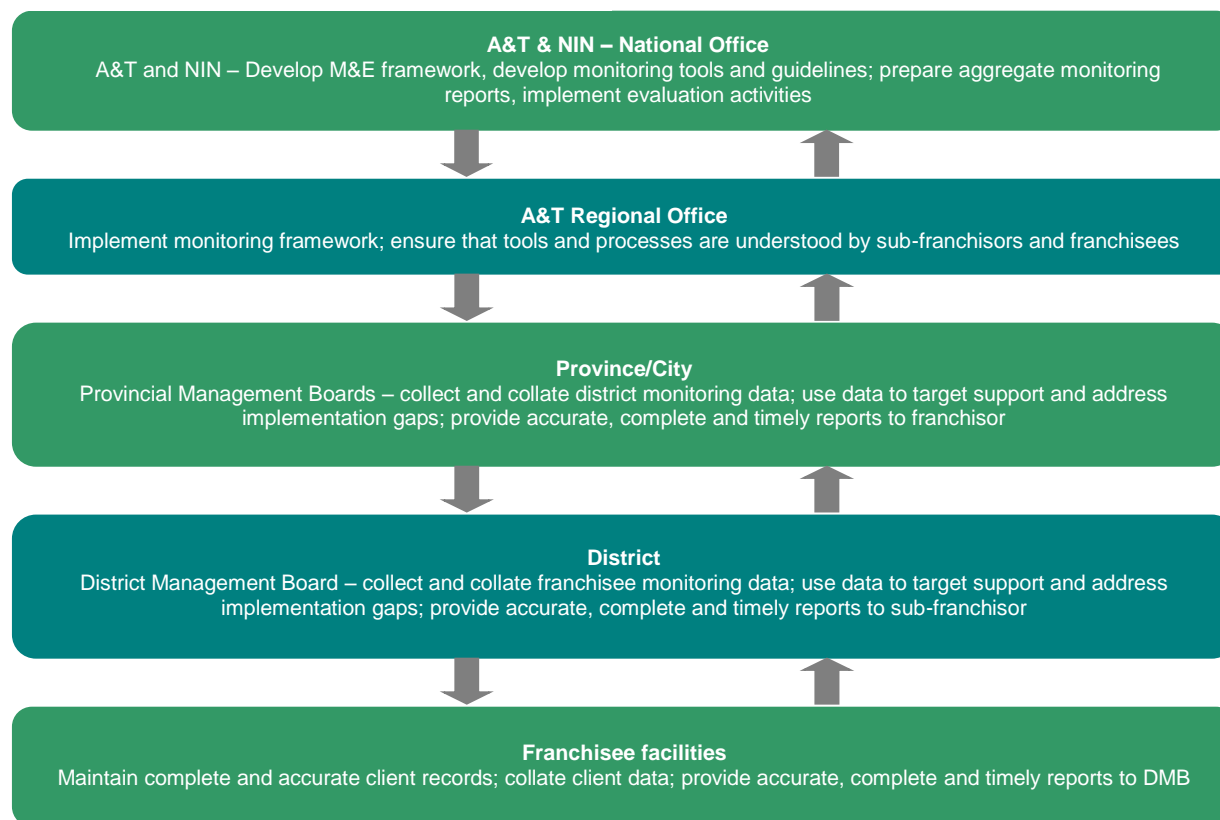 A&T & NIN – National Office
A&T and NIN – Develop M&E framework, develop monitoring tools and guidelines; prepare aggregate monitoring
reports, implement evaluation activities
A&T Regional Office
Implement monitoring framework; ensure that tools and processes are understood by sub-franchisors and franchisees
Province/City
Provincial Management Boards – collect and collate district monitoring data; use data to target support and address
implementation gaps; provide accurate, complete and timely reports to franchisor
District
District Management Board – collect and collate franchisee monitoring data; use data to target support and address
implementation gaps; provide accurate, complete and timely reports to sub-franchisor
Franchisee facilities
Maintain complete and accurate client records; collate client data; provide accurate, complete and timely reports to DMB